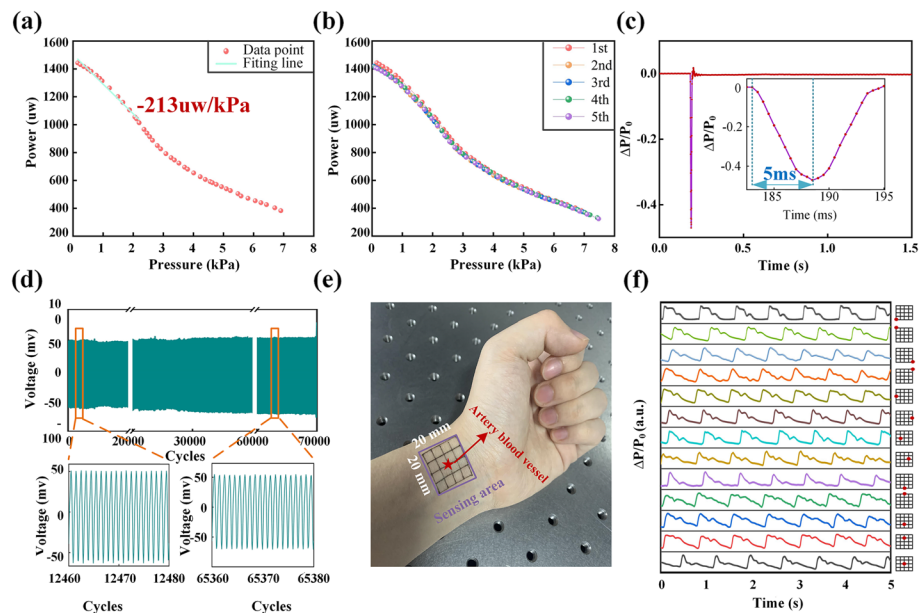 (a)
1600
1400
1200
1000
800
600
400
200
Power (uw)
Data point
Fiting line
-213uw/kPa
0 1 2 3 4 5 6 7 8
Pressure (kPa)
(b)
1600
1400
1200
1000
800
600
400
200
Power (uw)
1st
2nd
3rd
4th
5th
0 1 2 3 4 5 6 7 8
Pressure (kPa)
(c)
0.0
-0.2
-0.4
ΔP/P0
0
-0.2
-0.4
ΔP/P0
5ms
185 190 195
Time (ms)
0.0 0.5 1.0 1.5
Time (s)
(d)
10
0
50
0
-50
-
100
Voltage (mv)
0 20000 30000 60000 70000
Cycles
50
0
-50
Voltage (mv)
12460 12470 12480
Cycles
50
0
-50
Voltage (mv)
65360 65370 65380
Cycles
(e)
20 mm
20 mm
Artery blood vessel
Sensing area
(f)
ΔP/P0 (a.u.)
0 1 2 3 4 5
Time (s)